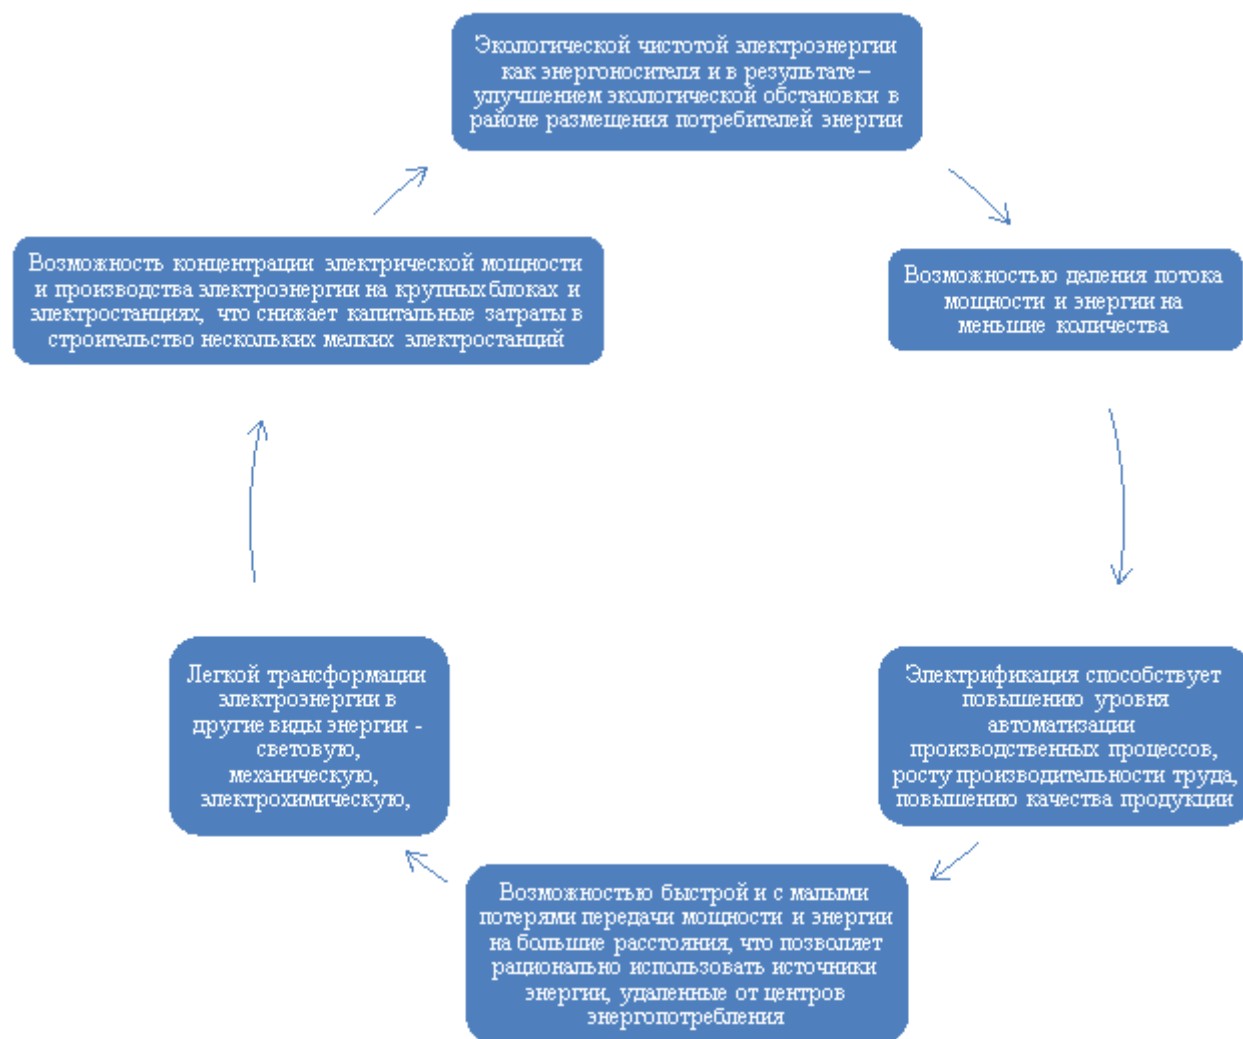 Экологической чистотой электроэнергии
как энергоносителя и в результате –
улучшением экологической обстановки в
районе размещения потребителей энергии
Возможностью деления потока
мощности и энергии на
меньшие количества
Электрификация способствует
повышению уровня
автоматизации
производственных процессов,
росту производительности труда,
повышению качества продукции
Возможностью быстрой и с малыми
потерями передачи мощности и энергии
на большие расстояния, что позволяет
рационально использовать источники
энергии, удаленные от центров
энергопотребления
Легкой трансформации
электроэнергии в
другие виды энергии -
световую,
механическую,
электрохимическую,
Возможность концентрации электрической мощности
и производства электроэнергии на крупных блоках и
электростанциях, что снижает капитальные затраты в
строительство нескольких мелких электростанций